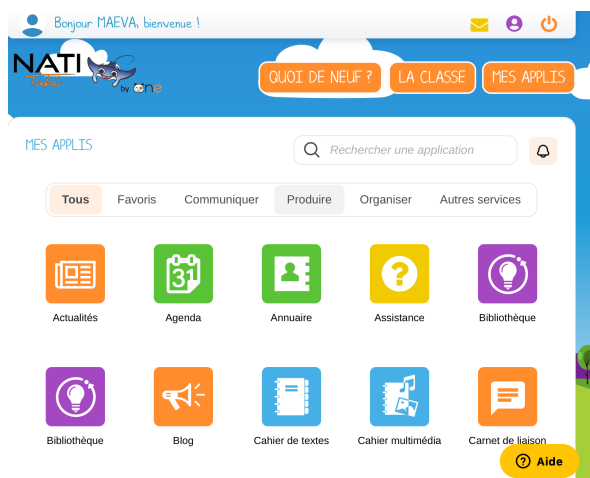 Bonjour MAEVA, bienvenue !
NATI
Tahi
by one
QUOI DE NEUF ?
LA CLASSE
MES APPLIS
MES APPLIS
Rechercher une application
Tous
Favoris
Communiquer
Produire
Organiser
Autres services
31
Actualités
Agenda
Annuaire
Assistance
Bibliothèque
Bibliothèque
Blog
Cahier de textes
Cahier multimédia
Carnet de liaison
Aide